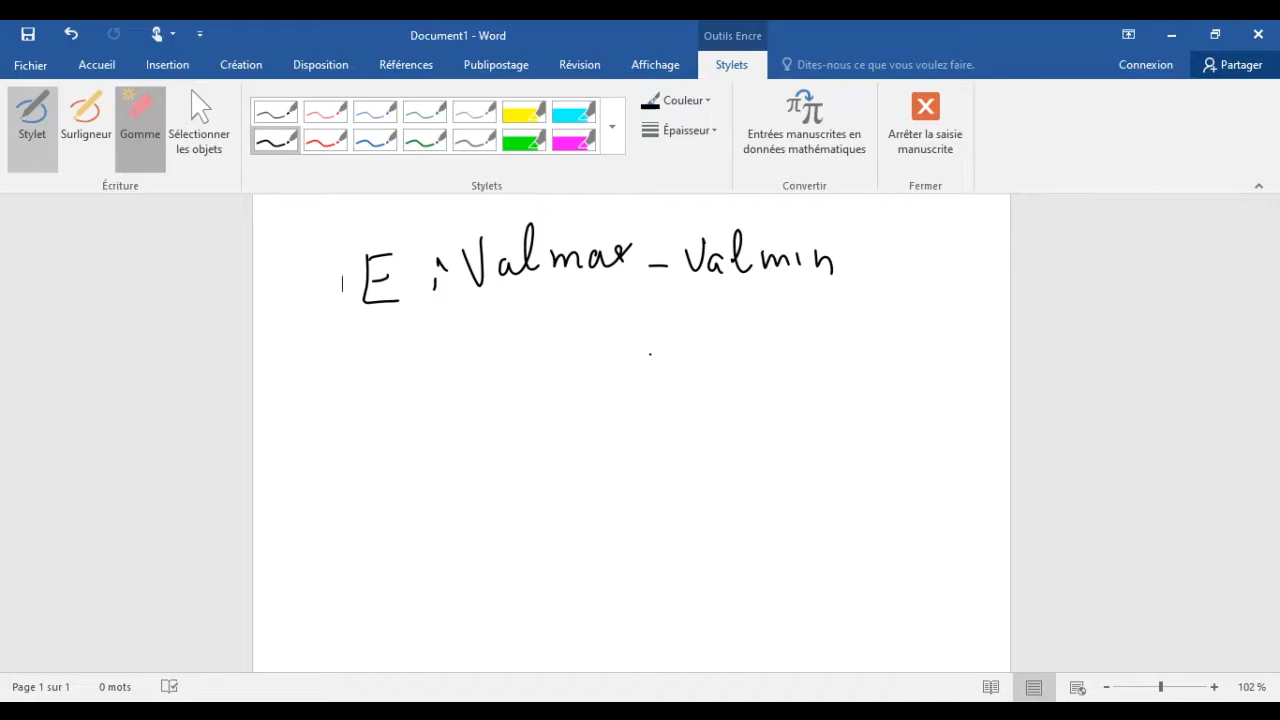 Document1 - Word
Outils Encre
Fichier
Accueil
Insertion
Création
Disposition
Références
Publipostage
Révision
Affichage
Stylets
Dites-nous ce que vous voulez faire.
Connexion
Partager
Stylet
Surligneur
Gomme
Sélectionner
les objets
Couleur
Épaisseur
Entrées manuscrites en
données mathématiques
Arrêter la saisie
manuscrite
Écriture
Stylets
Convertir
Fermer
E : Valmax - Valmin
Page 1 sur 1
0 mots
102 %